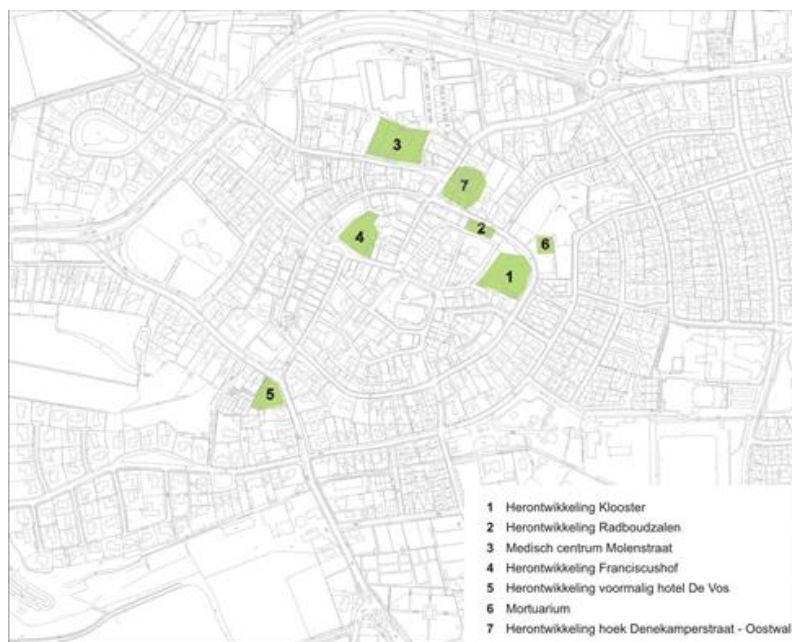 3
7
4
2
6
1
5
1 Herontwikkeling Klooster
2 Herontwikkeling Radboudzalen
3 Medisch centrum Molenstraat
4 Herontwikkeling Franciscushof
5 Herontwikkeling voormalig hotel De Vos
6 Mortuarium
7 Herontwikkeling hoek Denekamperstraat - Oostwal